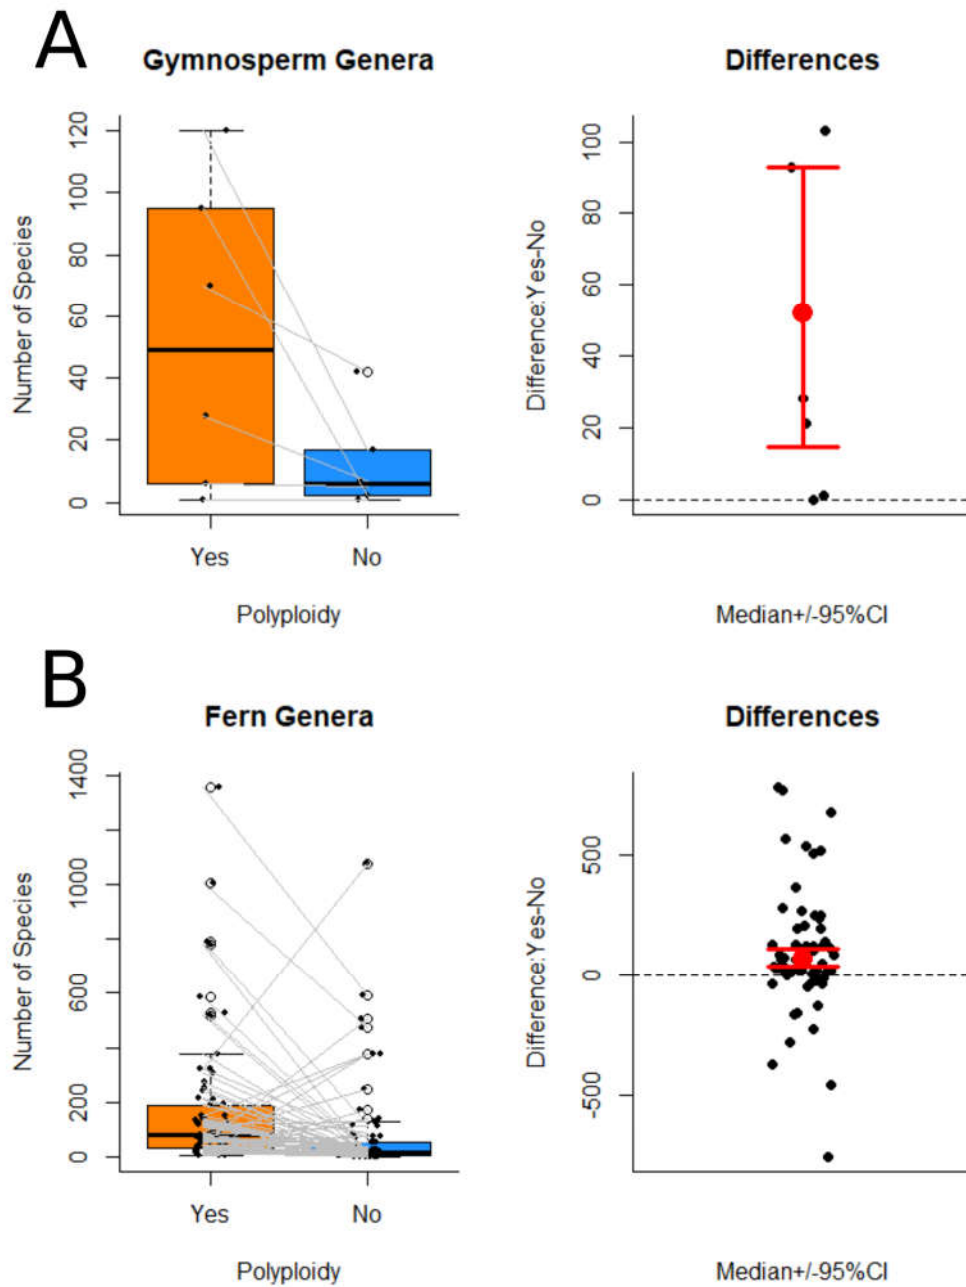 A
Gymnosperm Genera
Differences
Number of Species
0
20
40
60
80
100
120
Yes
No
Polyploidy
Difference:Yes-No
0
20
40
60
80
100
Median+/-95%CI
B
Fern Genera
Differences
Number of Species
0
200
600
1000
1400
Yes
No
Polyploidy
Difference:Yes-No
-500
0
500
Median+/-95%CI